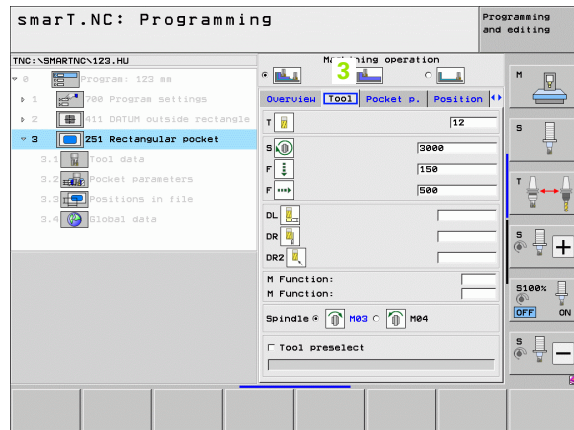 smarT.NC: Programming
Programming
and editing
TNC:\SMARTNC\123.HU
0 Program: 123 mm
1 700 Program settings
2 411 DATUM outside rectangle
3 251 Rectangular pocket
3.1 Tool data
3.2 Pocket parameters
3.3 Positions in file
3.4 Global data
Machining operation
3
Overview Tool Pocket p. Position
T 12
S 3000
F 150
F 500
DL
DR
DR2
M Function:
M Function:
Spindle M03 M04
Tool preselect
M
S
T
S
S100%
OFF ON
S